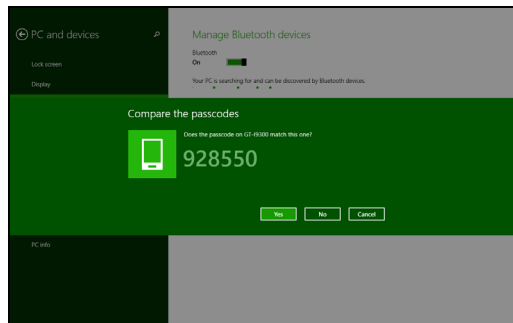 PC and devices
Lock screen
Display
PC info
Manage Bluetooth devices
Bluetooth
On
Your PC is searching for and can be discovered by Bluetooth devices.
Compare the passcodes
Does the passcode on GT-I9300 match this one?
928550
Yes
No
Cancel